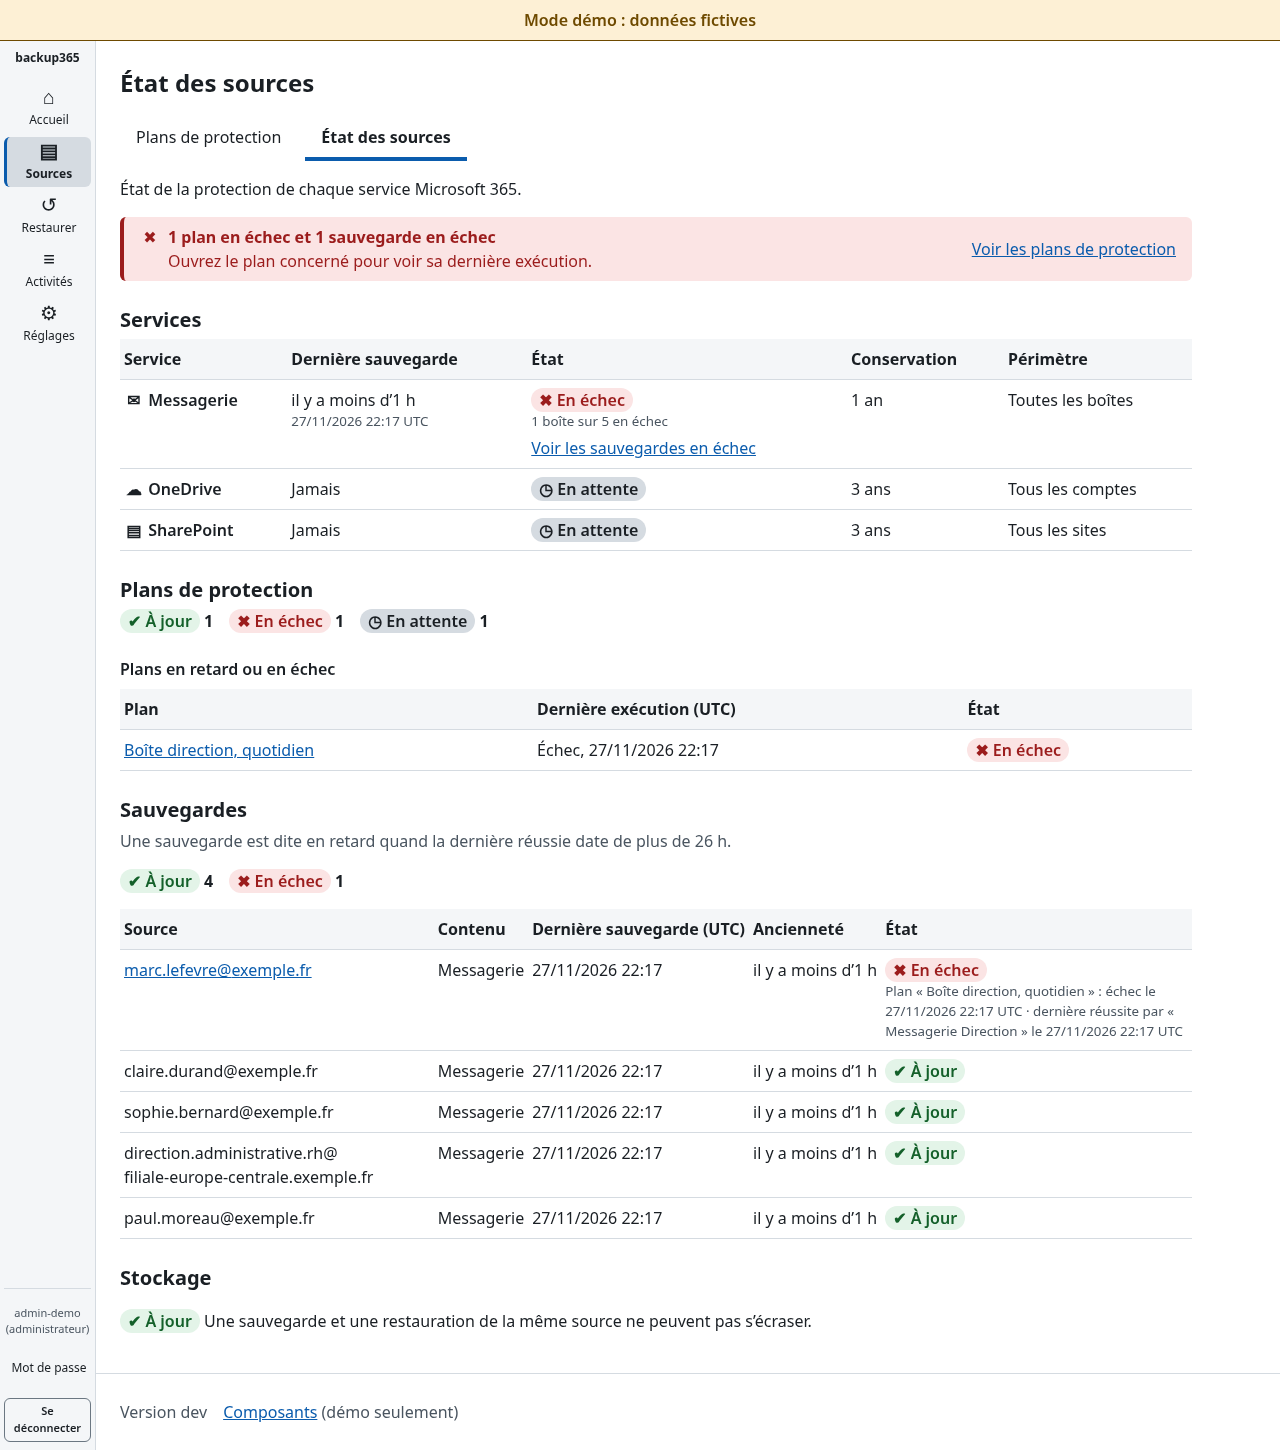 Mode démo : données fictives
backup365
Accueil
Sources
Restaurer
Activités
Réglages
admin-demo
(administrateur)
Mot de passe
Se
déconnecter
État des sources
Plans de protection
État des sources
État de la protection de chaque service Microsoft 365.
✖ 1 plan en échec et 1 sauvegarde en échec
Ouvrez le plan concerné pour voir sa dernière exécution.
Voir les plans de protection
Services
Service Dernière sauvegarde État Conservation Périmètre
Messagerie il y a moins d’1 h ✖ En échec 1 an Toutes les boîtes
27/11/2026 22:17 UTC 1 boîte sur 5 en échec
Voir les sauvegardes en échec
OneDrive Jamais En attente 3 ans Tous les comptes
SharePoint Jamais En attente 3 ans Tous les sites
Plans de protection
✔ À jour 1 ✖ En échec 1 En attente 1
Plans en retard ou en échec
Plan Dernière exécution (UTC) État
Boîte direction, quotidien Échec, 27/11/2026 22:17 ✖ En échec
Sauvegardes
Une sauvegarde est dite en retard quand la dernière réussie date de plus de 26 h.
✔ À jour 4 ✖ En échec 1
Source Contenu Dernière sauvegarde (UTC) Ancienneté État
marc.lefevre@exemple.fr Messagerie 27/11/2026 22:17 il y a moins d’1 h ✖ En échec
Plan « Boîte direction, quotidien » : échec le
27/11/2026 22:17 UTC · dernière réussite par «
Messagerie Direction » le 27/11/2026 22:17 UTC
claire.durand@exemple.fr Messagerie 27/11/2026 22:17 il y a moins d’1 h ✔ À jour
sophie.bernard@exemple.fr Messagerie 27/11/2026 22:17 il y a moins d’1 h ✔ À jour
direction.administrative.rh@ Messagerie 27/11/2026 22:17 il y a moins d’1 h ✔ À jour
filiale-europe-centrale.exemple.fr
paul.moreau@exemple.fr Messagerie 27/11/2026 22:17 il y a moins d’1 h ✔ À jour
Stockage
✔ À jour Une sauvegarde et une restauration de la même source ne peuvent pas s’écraser.
Version dev Composants (démo seulement)